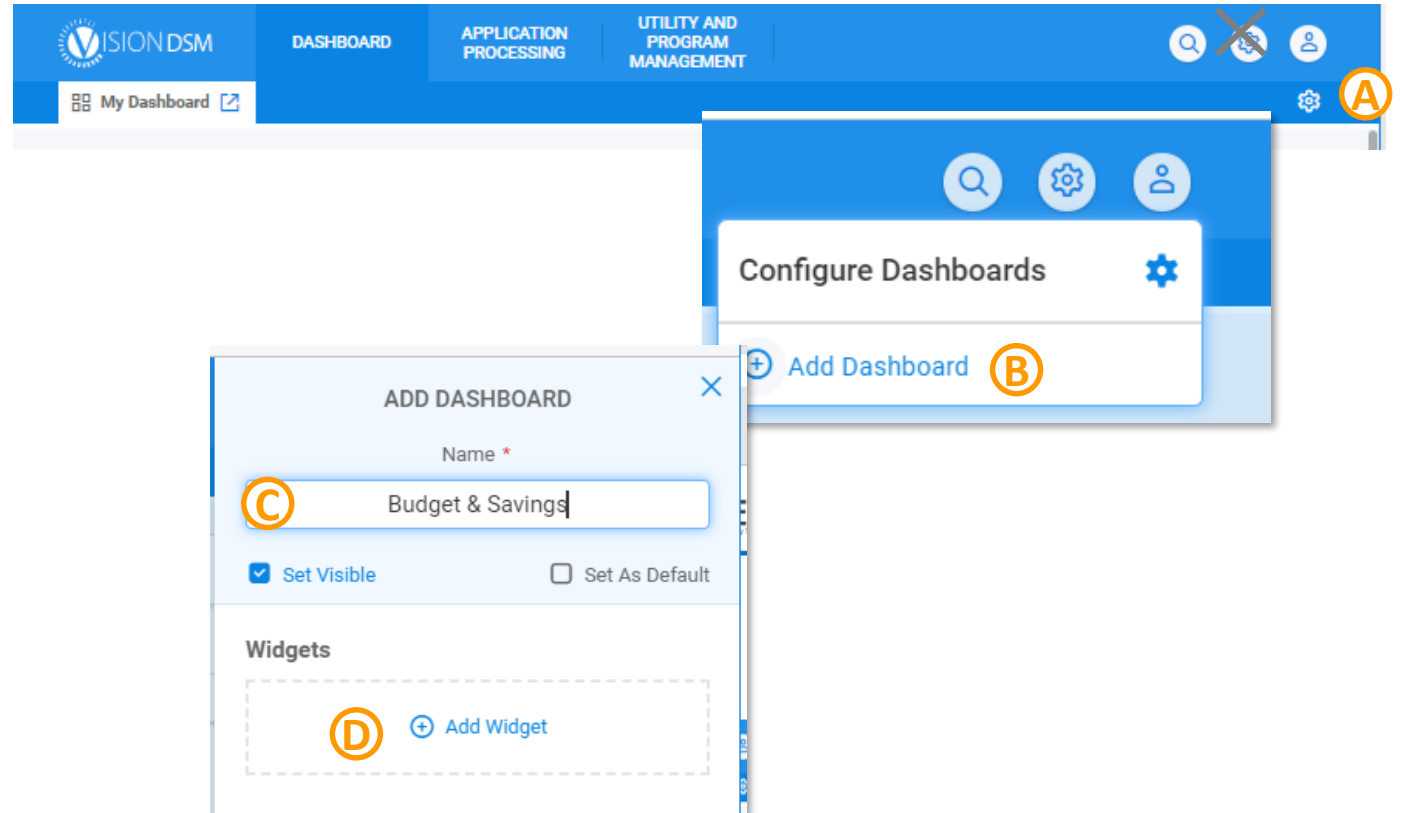 VISION DSM
DASHBOARD
APPLICATION
PROCESSING
UTILITY AND
PROGRAM
MANAGEMENT
My Dashboard
A
Configure Dashboards
Add Dashboard
B
ADD DASHBOARD
Name *
C
Budget & Savings
Set Visible
Set As Default
Widgets
D
Add Widget